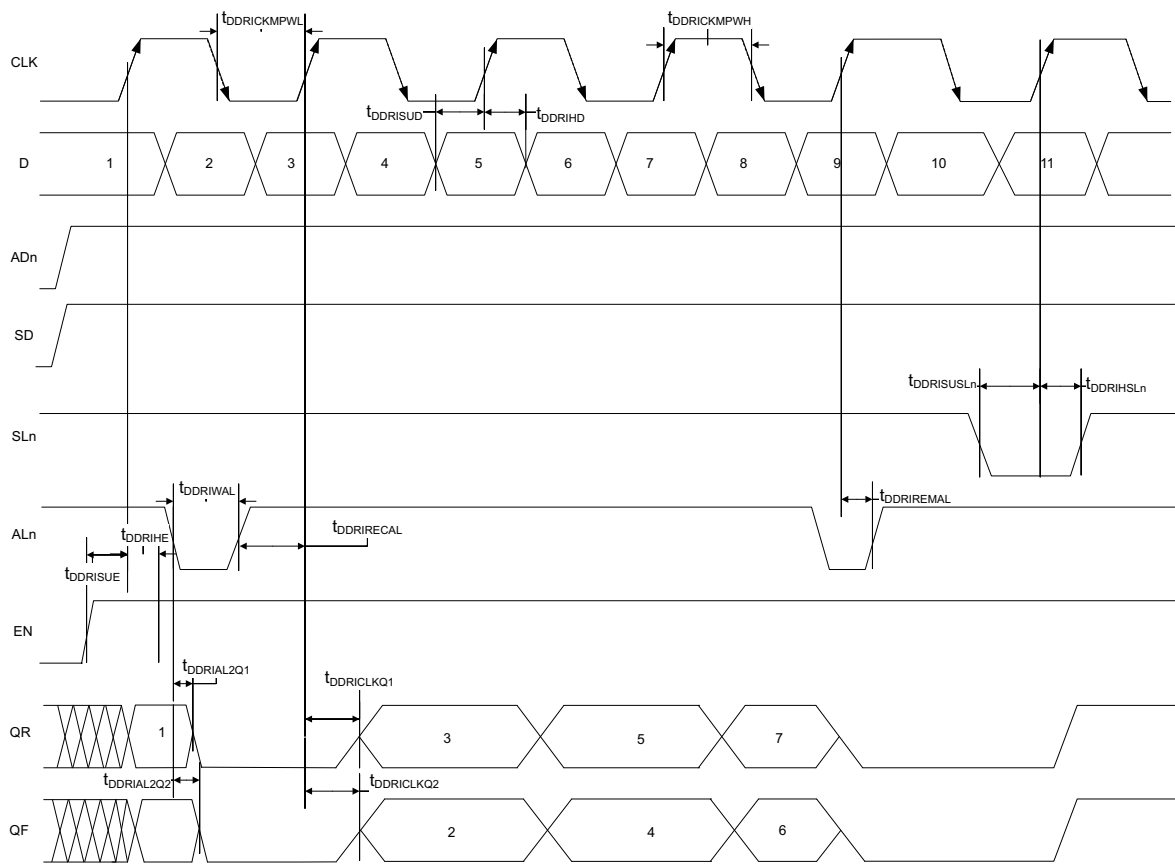 tDDRICKMPWL
tDDRICKMPWH
CLK
tDDRISUD
tDDRIHD
D
1 2 3 4 5 6 7 8 9 10 11
ADn
SD
tDDRISUSLn
tDDRIHSLn
SLn
tDDRIWAL
tDDRIREMAL
ALn
tDDRIHE
tDDRIRECAL
tDDRISUE
EN
tDDRIAL2Q1
tDDRICLKQ1
QR
1 3 5 7
tDDRIAL2Q2
tDDRICLKQ2
QF
2 4 6